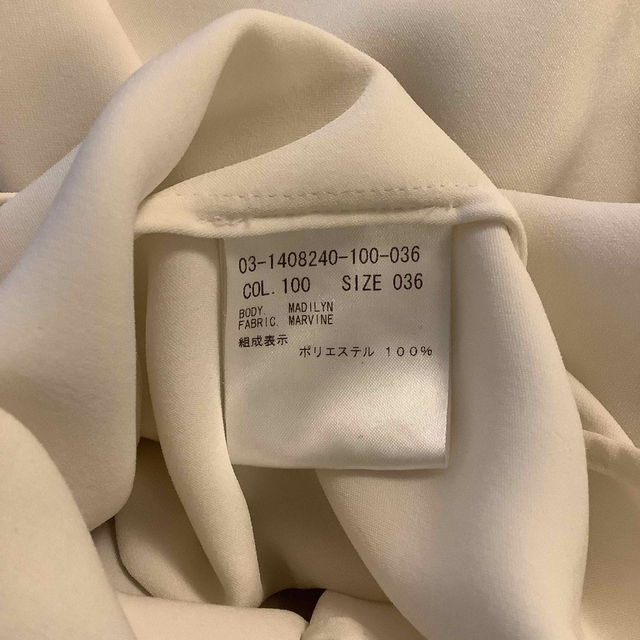 03-1408240-100-036
COL.100 SIZE 036
BODY. MADILYN
FABRIC. MARVINE
組成表示
ポリエステル 100%